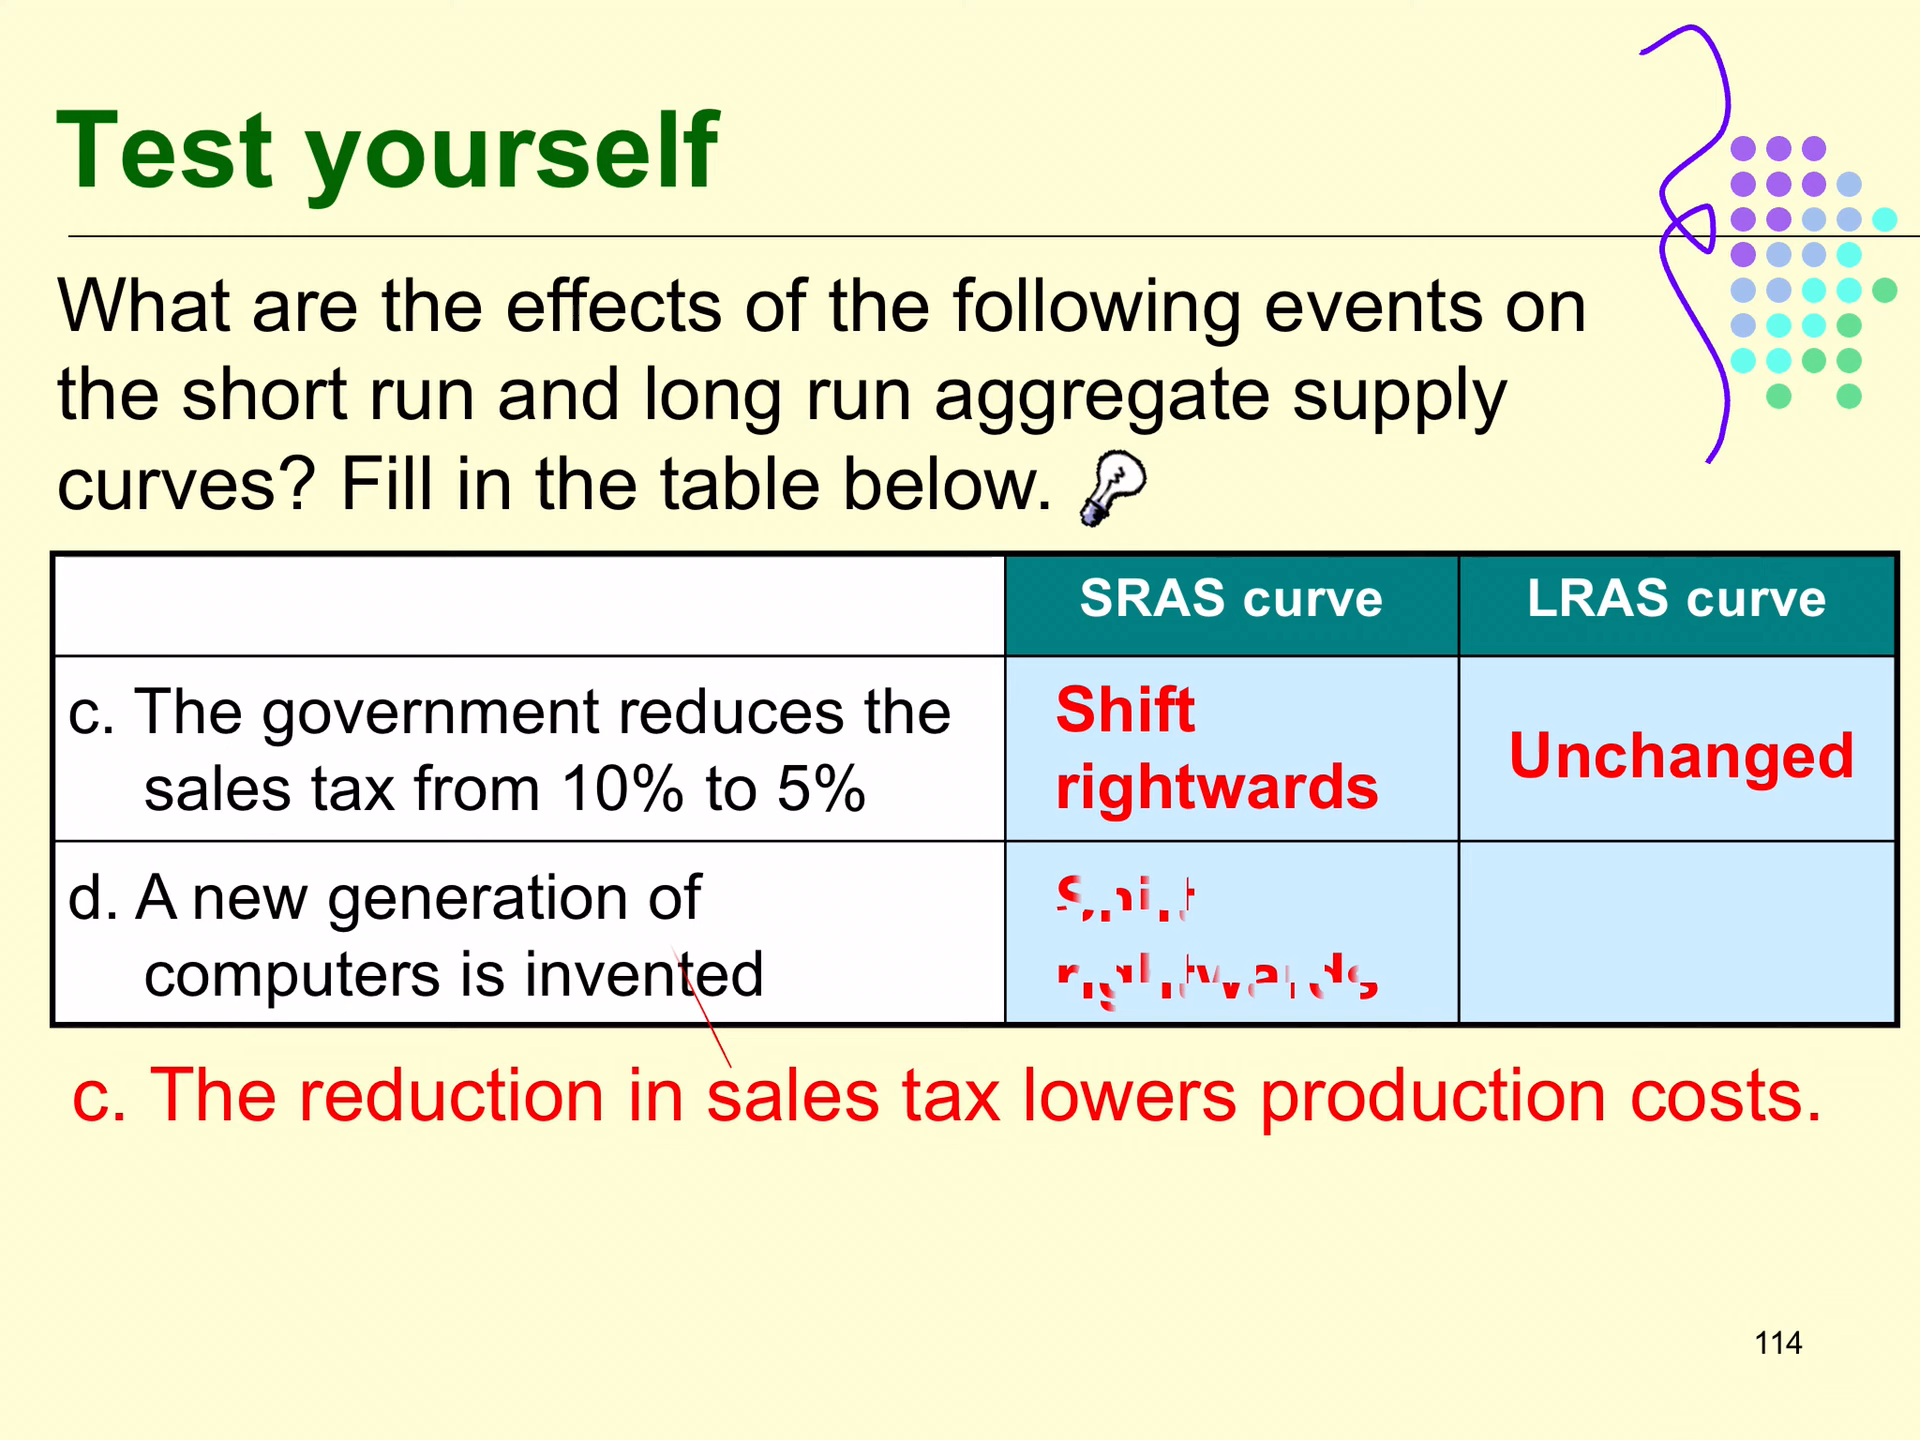 Test yourself
What are the effects of the following events on
the short run and long run aggregate supply
curves? Fill in the table below.
SRAS curve LRAS curve
c. The government reduces the
sales tax from 10% to 5%
Shift
rightwards
Unchanged
d. A new generation of
computers is invented
Shift
rightwards
c. The reduction in sales tax lowers production costs.
114